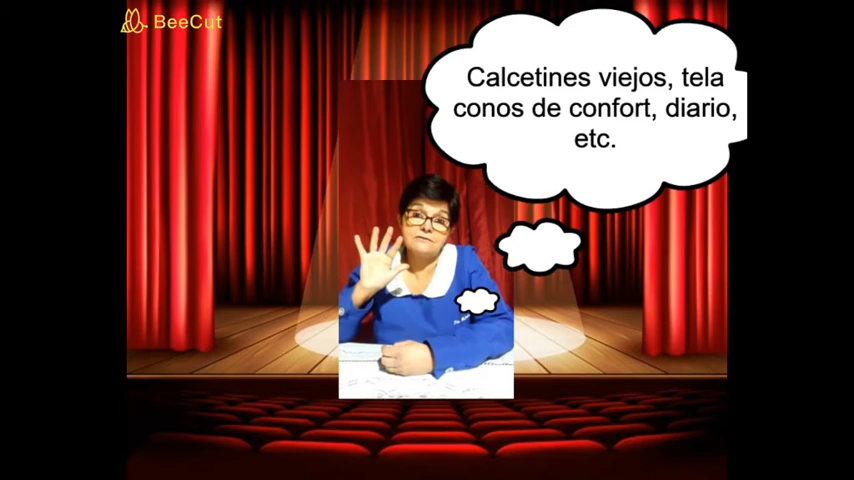 BeeCut
Calcetines viejos, tela
conos de confort, diario,
etc.